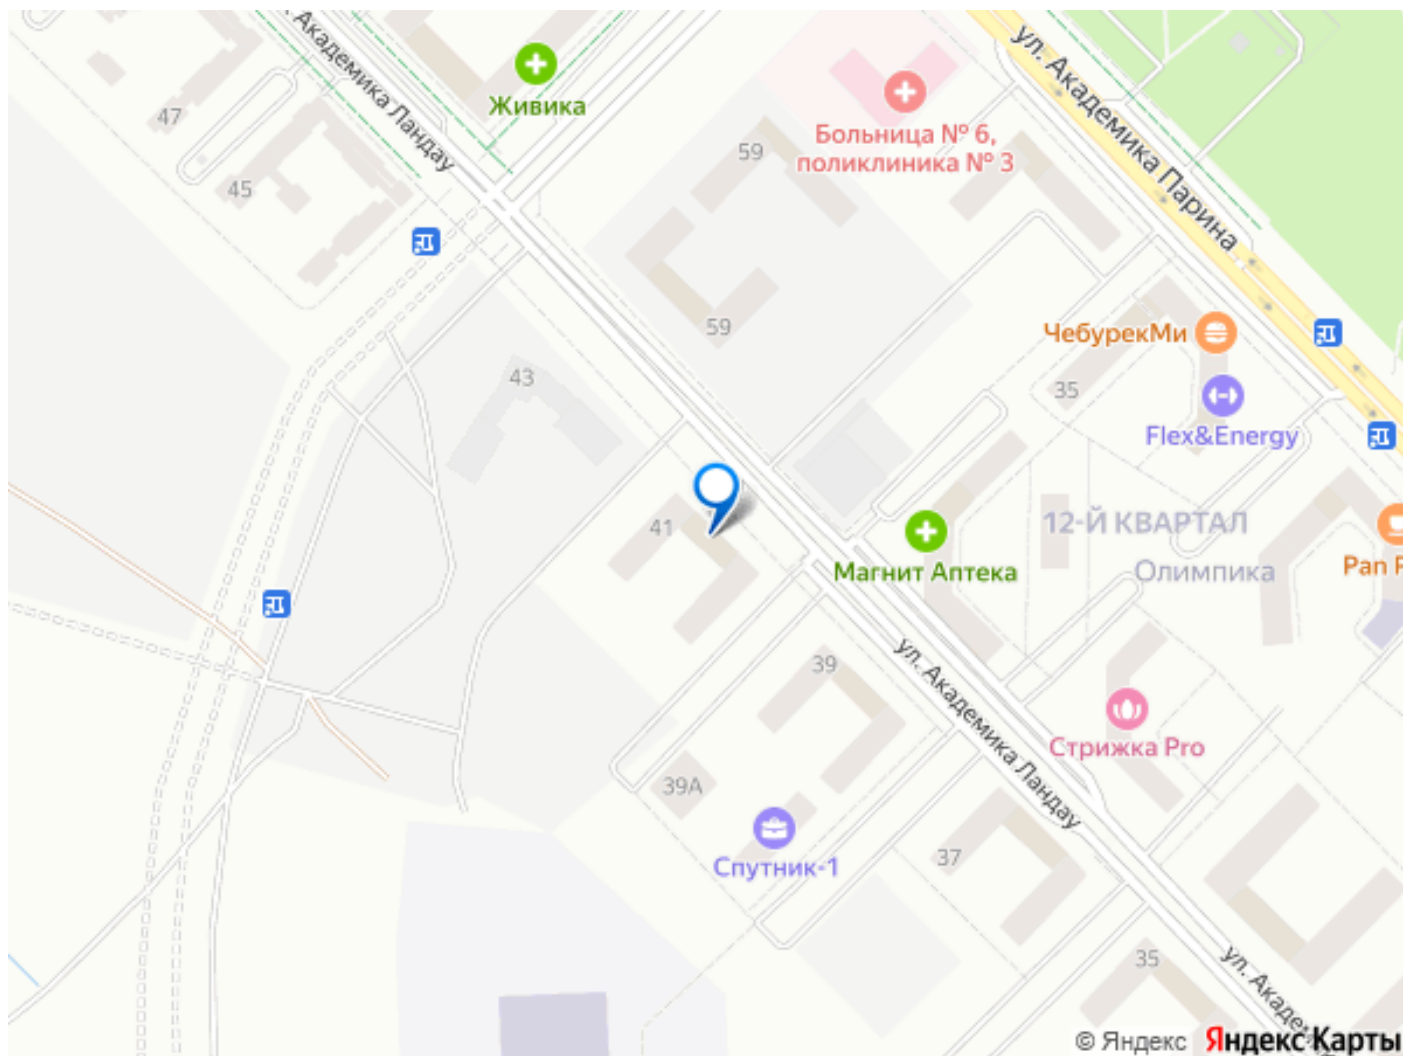 ул. Академика Ландау
ул. Академика Парина
Живика
47
45
59
Больница № 6,
поликлиника № 3
59
ЧебурекМи
35
43
Flex&Energy
41
12-Й КВАРТАЛ
Олимпика
Магнит Аптека
Pan
39
ул. Академика Ландау
Стрижка Pro
39А
Спутник-1
37
35
ул.
© Яндекс Яндекс Карты